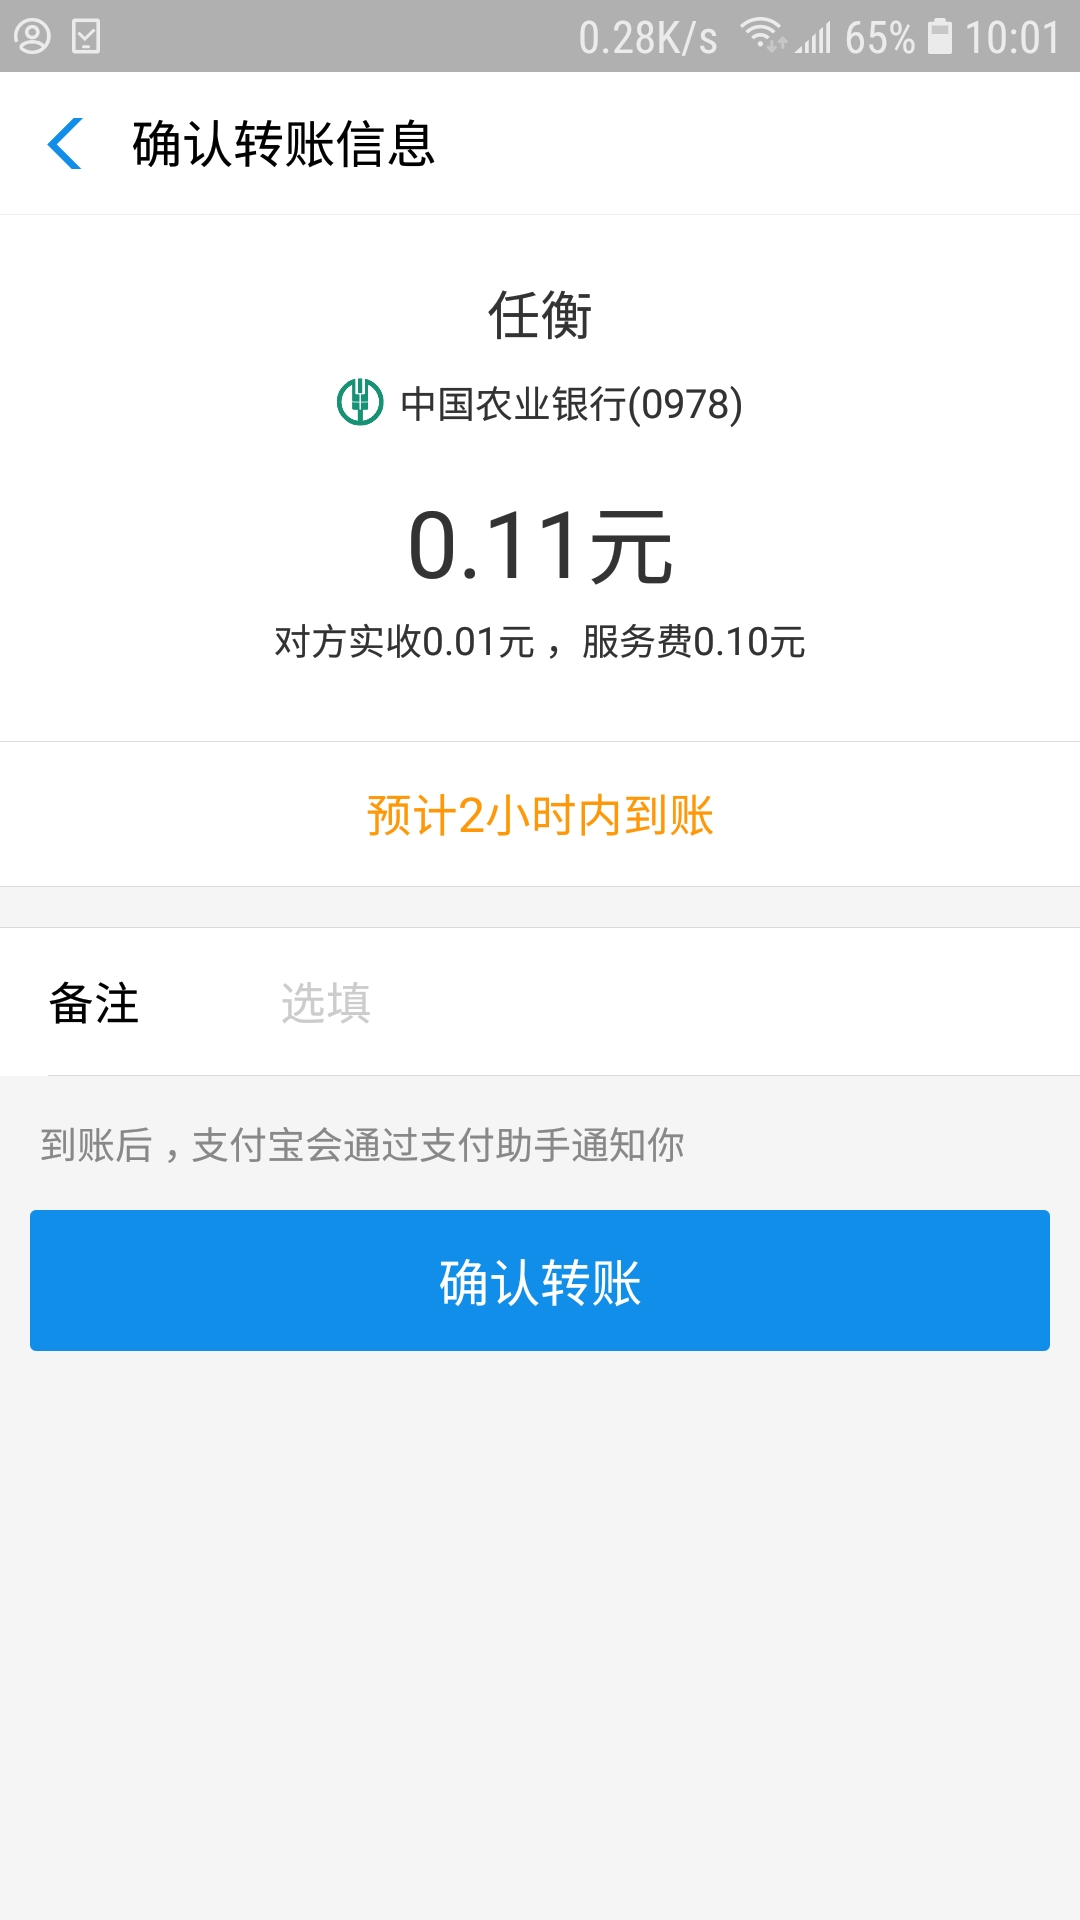 0.28K/s 65% 10:01
确认转账信息
任衡
中国农业银行(0978)
0.11元
对方实收0.01元，服务费0.10元
预计2小时内到账
备注 选填
到账后，支付宝会通过支付助手通知你
确认转账